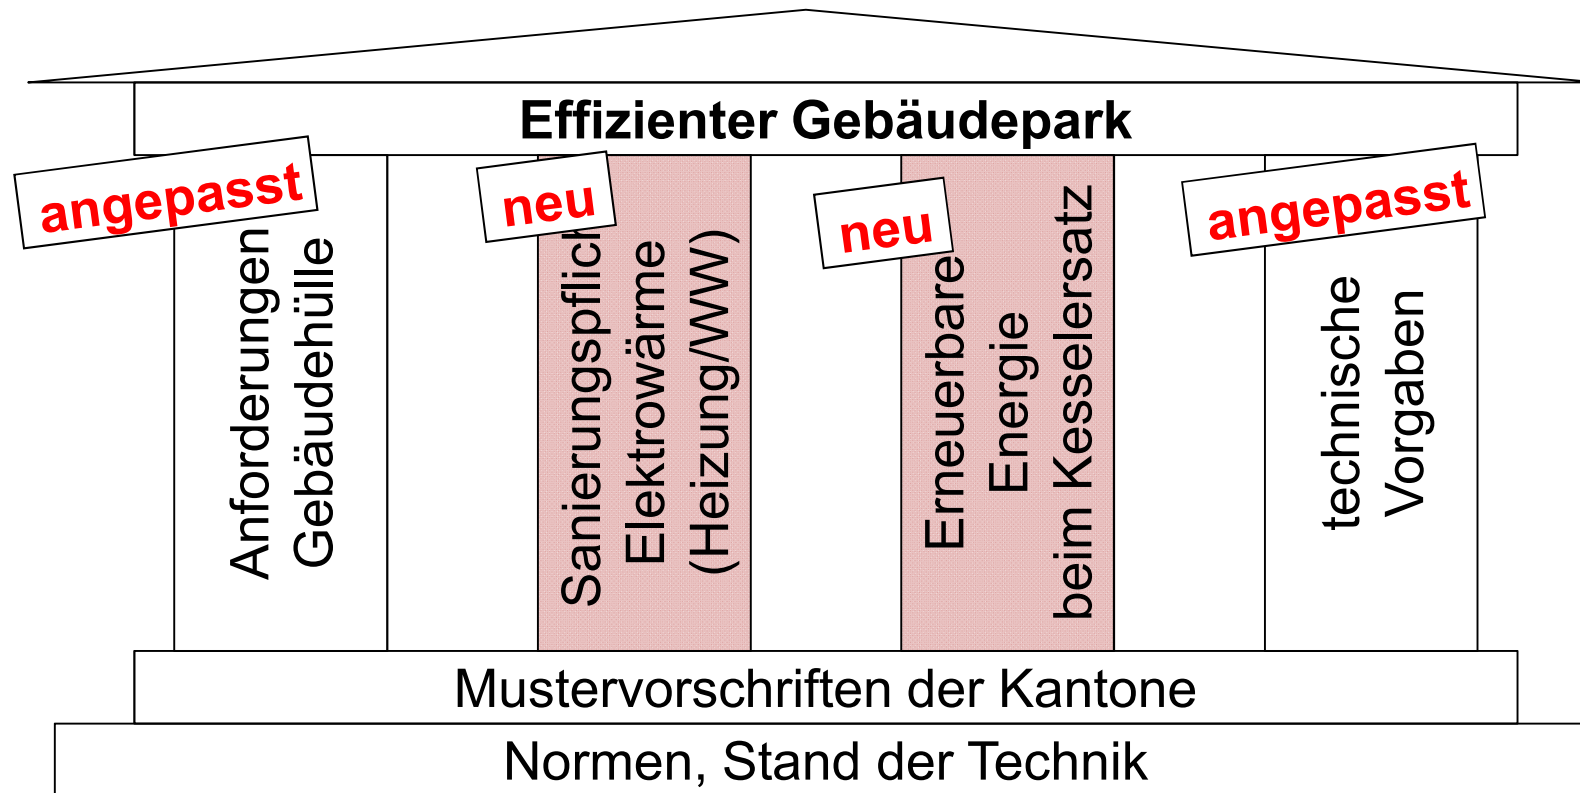 Effizienter Gebäudepark
angepasst
neu
neu
angepasst
Anforderungen
Gebäudehülle
Sanierungspflich
Elektrowärme
(Heizung/WW)
Erneuerbare
Energie
beim Kesselersatz
technische
Vorgaben
Mustervorschriften der Kantone
Normen, Stand der Technik